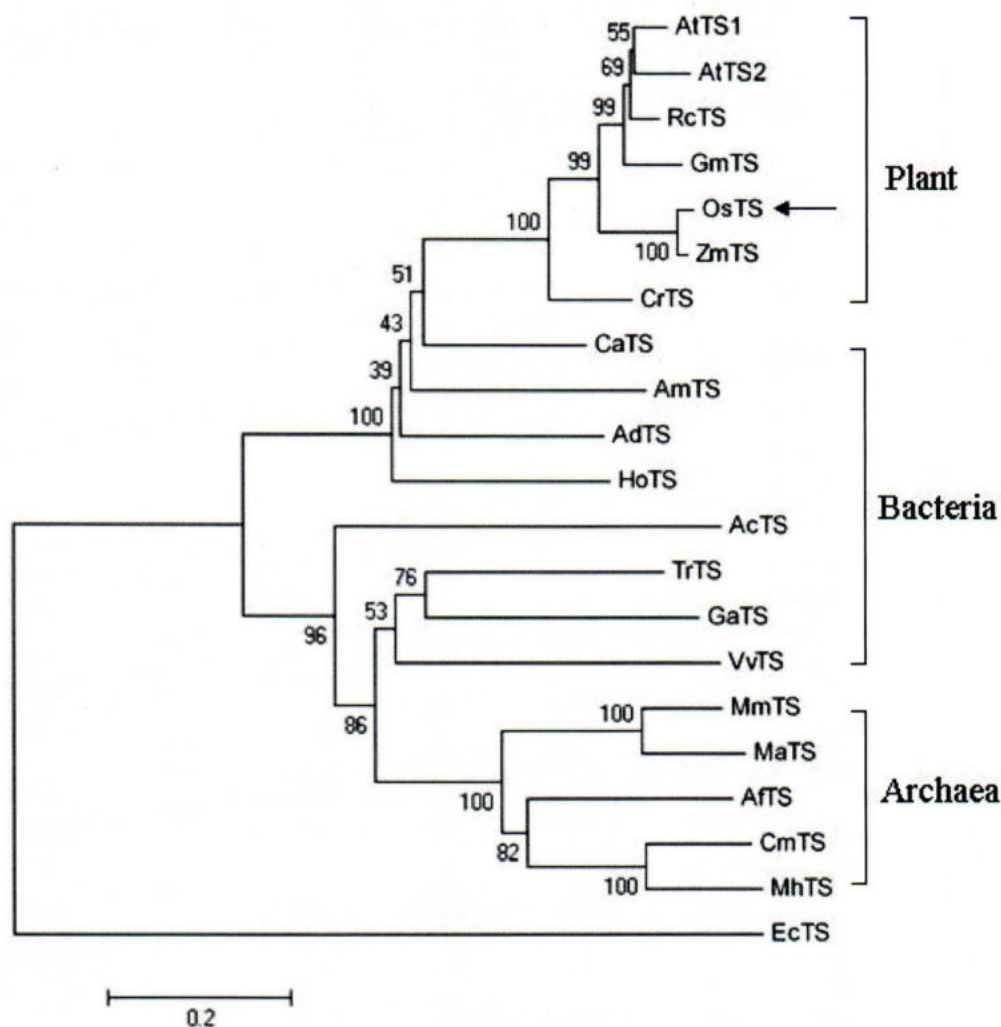 55
AtTS1
69
AtTS2
99
RcTS
99
GmTS
Plant
100
OsTS
100
ZmTS
51
CrTS
43
CaTS
39
AmTS
100
AdTS
HoTS
Bacteria
AcTS
76
TrTS
53
GaTS
96
VvTS
86
100
MmTS
MaTS
Archaea
100
AfTS
82
CmTS
100
MhTS
EcTS
0.2